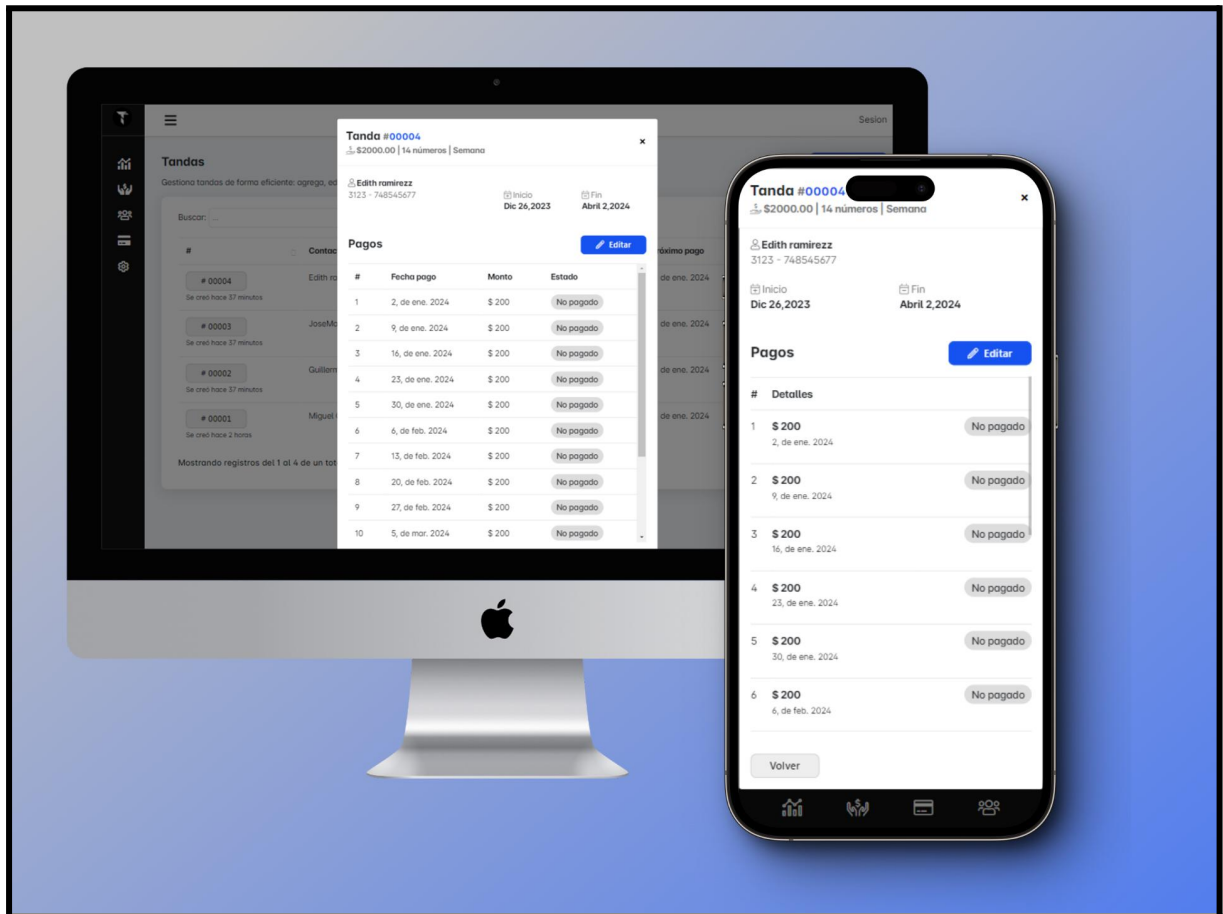 Sesion
Tandas
Gestiona tandas de forma eficiente: agrega, ed
Buscar: ...
# Contac róximo pago
# 00004 Edith ra de ene. 2024
Se creó hace 37 minutos
# 00003 JoseMa de ene. 2024
Se creó hace 37 minutos
# 00002 Guillerm de ene. 2024
Se creó hace 37 minutos
# 00001 Miguel de ene. 2024
Se creó hace 2 horas
Mostrando registros del 1 al 4 de un tot
Tanda #00004 ×
$2000.00 | 14 números | Semana
Edith ramirezz
3123 - 748545677
Inicio Fin
Dic 26,2023 Abril 2,2024
Pagos Editar
# Fecha pago Monto Estado
1 2, de ene. 2024 $ 200 No pagado
2 9, de ene. 2024 $ 200 No pagado
3 16, de ene. 2024 $ 200 No pagado
4 23, de ene. 2024 $ 200 No pagado
5 30, de ene. 2024 $ 200 No pagado
6 6, de feb. 2024 $ 200 No pagado
7 13, de feb. 2024 $ 200 No pagado
8 20, de feb. 2024 $ 200 No pagado
9 27, de feb. 2024 $ 200 No pagado
10 5, de mar. 2024 $ 200 No pagado
Tanda #00004 ×
$2000.00 | 14 números | Semana
Edith ramirezz
3123 - 748545677
Inicio Fin
Dic 26,2023 Abril 2,2024
Pagos Editar
# Detalles
1 $ 200 No pagado
2, de ene. 2024
2 $ 200 No pagado
9, de ene. 2024
3 $ 200 No pagado
16, de ene. 2024
4 $ 200 No pagado
23, de ene. 2024
5 $ 200 No pagado
30, de ene. 2024
6 $ 200 No pagado
6, de feb. 2024
Volver